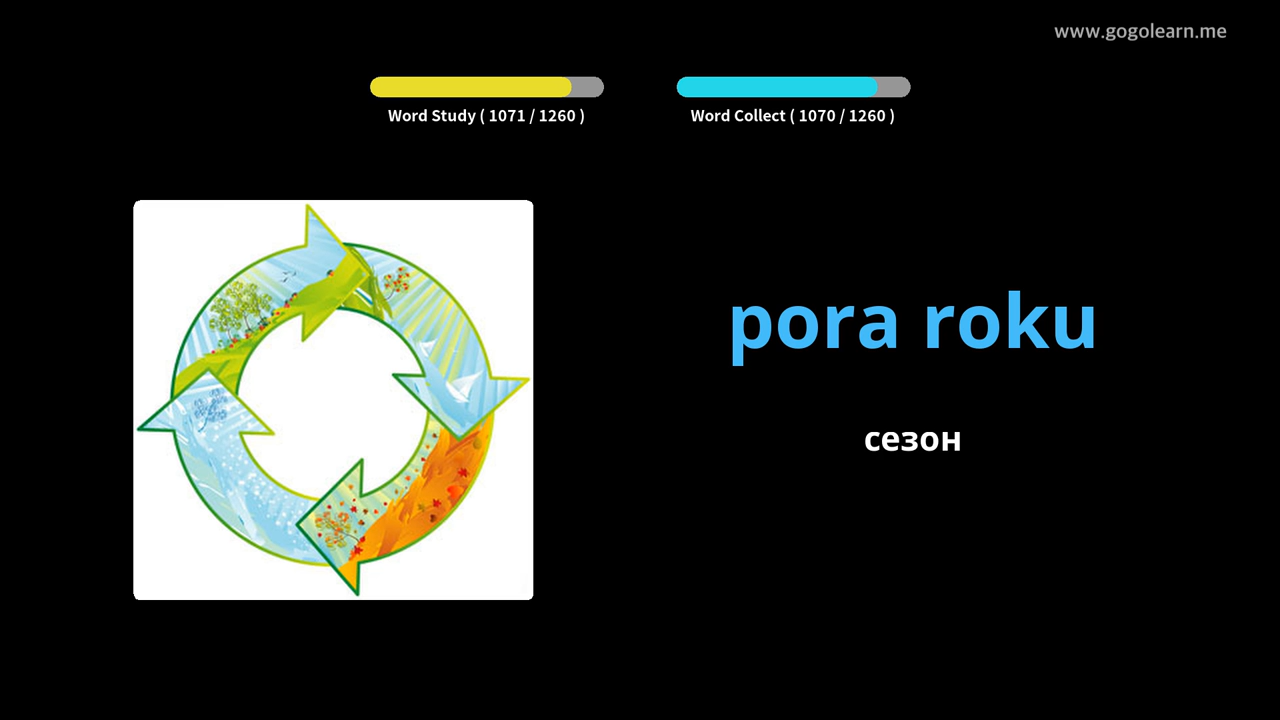 www.gogolearn.me
Word Study ( 1071 / 1260 )
Word Collect ( 1070 / 1260 )
pora roku
сезон